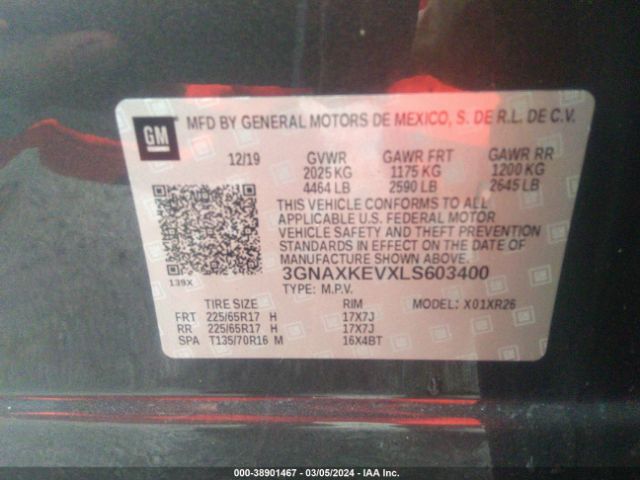 GM MFD BY GENERAL MOTORS DE MEXICO, S. DE R.L. DE C.V.
12/19 GVWR GAWR FRT GAWR RR
2025 KG 1175 KG 1200 KG
4464 LB 2590 LB 2645 LB
THIS VEHICLE CONFORMS TO ALL
APPLICABLE U.S. FEDERAL MOTOR
VEHICLE SAFETY AND THEFT PREVENTION
STANDARDS IN EFFECT ON THE DATE OF
MANUFACTURE SHOWN ABOVE.
139X 3GNAXKEVXLS603400
TYPE: M.P.V.
TIRE SIZE RIM MODEL: X01XR26
FRT 225/65R17 H 17X7J
RR 225/65R17 H 17X7J
SPA T135/70R16 M 16X4BT
000-38901467 - 03/05/2024 - IAA Inc.